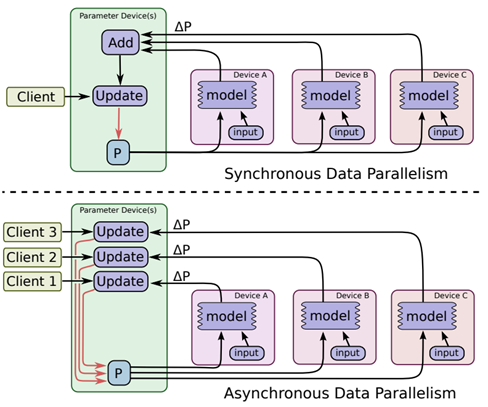 Parameter Device(s)
Add
ΔP
Client
Update
P
Device A
model
input
Device B
model
input
Device C
model
input
Synchronous Data Parallelism
Parameter Device(s)
Client 3
Update
ΔP
Client 2
Update
ΔP
Client 1
Update
ΔP
Device A
model
input
Device B
model
input
Device C
model
input
P
Asynchronous Data Parallelism